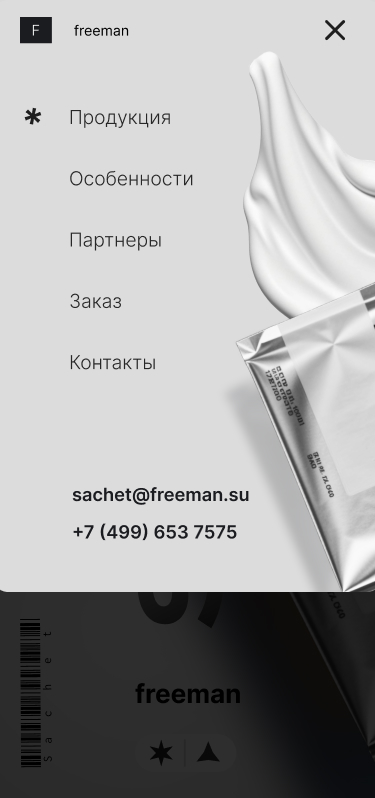 F freeman
Продукция
Особенности
Партнеры
Заказ
Контакты
sachet@freeman.su
+7 (499) 653 7575
Sachet
freeman